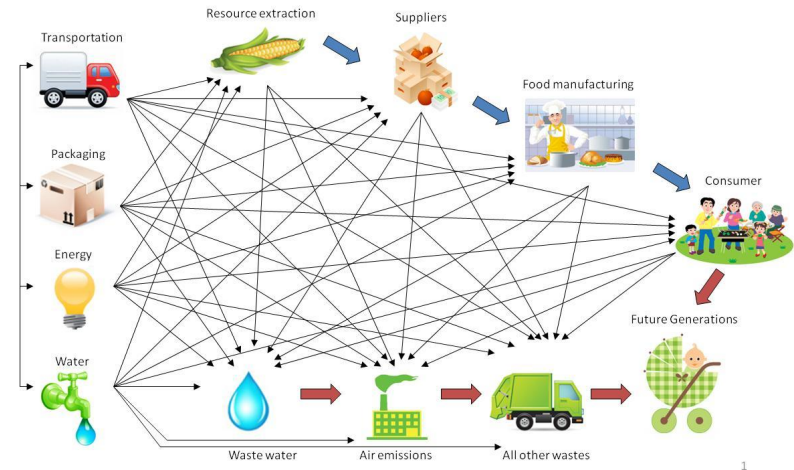 Resource extraction
Suppliers
Transportation
Food manufacturing
Packaging
Consumer
Energy
Future Generations
Water
Waste water
Air emissions
All other wastes
1